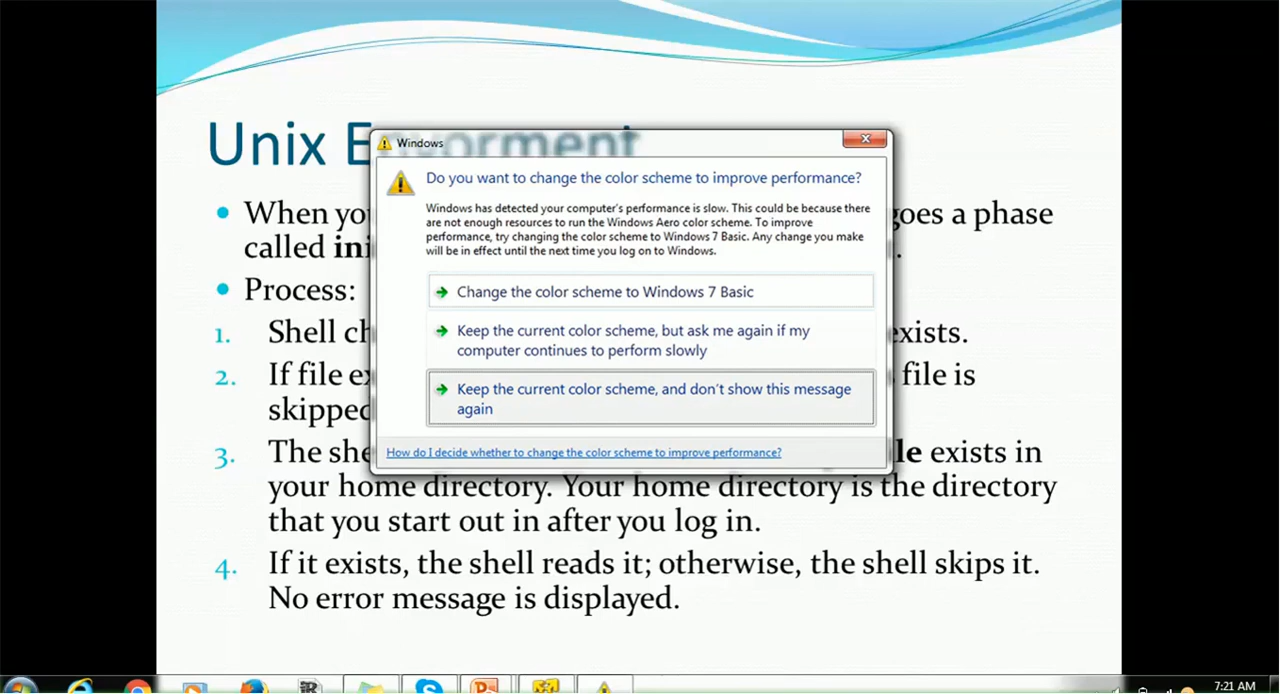 Unix Envorment
Windows
Do you want to change the color scheme to improve performance?
Windows has detected your computer's performance is slow. This could be because there
are not enough resources to run the Windows Aero color scheme. To improve
performance, try changing the color scheme to Windows 7 Basic. Any change you make
will be in effect until the next time you log on to Windows.
Change the color scheme to Windows 7 Basic
Keep the current color scheme, but ask me again if my
computer continues to perform slowly
Keep the current color scheme, and don't show this message
again
How do I decide whether to change the color scheme to improve performance?
When goes a phase
called
Process:
1. Shell exists.
2. If file file is
skipped
3. The exists in
your home directory. Your home directory is the directory
that you start out in after you log in.
4. If it exists, the shell reads it; otherwise, the shell skips it.
No error message is displayed.
7:21 AM